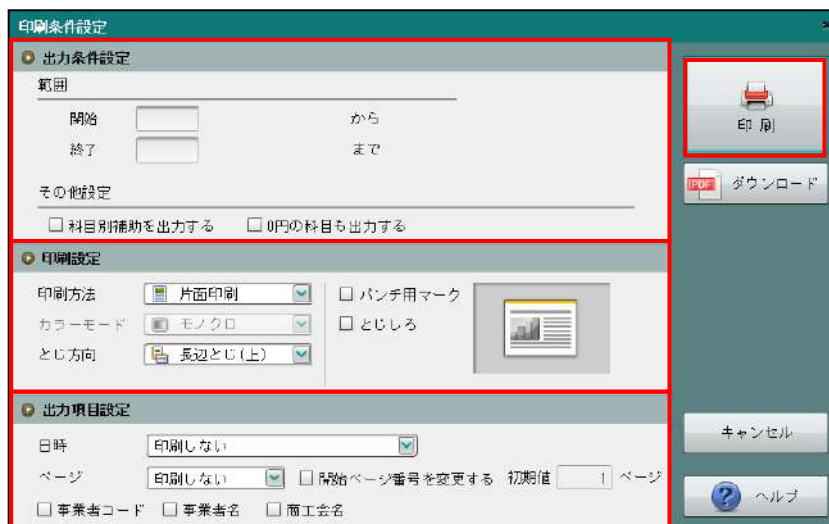 印刷条件設定
出力条件設定
範囲
開始 から
終了 まで
その他設定
科目別補助を出力する 0円の科目も出力する
印刷設定
印刷方法 片面印刷 パンチ用マーク
カラーモード モノクロ とじしろ
とじ方向 長辺とじ(上)
出力項目設定
日時 印刷しない
ページ 印刷しない 開始ページ番号を変更する 初期値 1 ページ
事業者コード 事業者名 商工会名
印刷
PDF ダウンロード
キャンセル
? ヘルプ